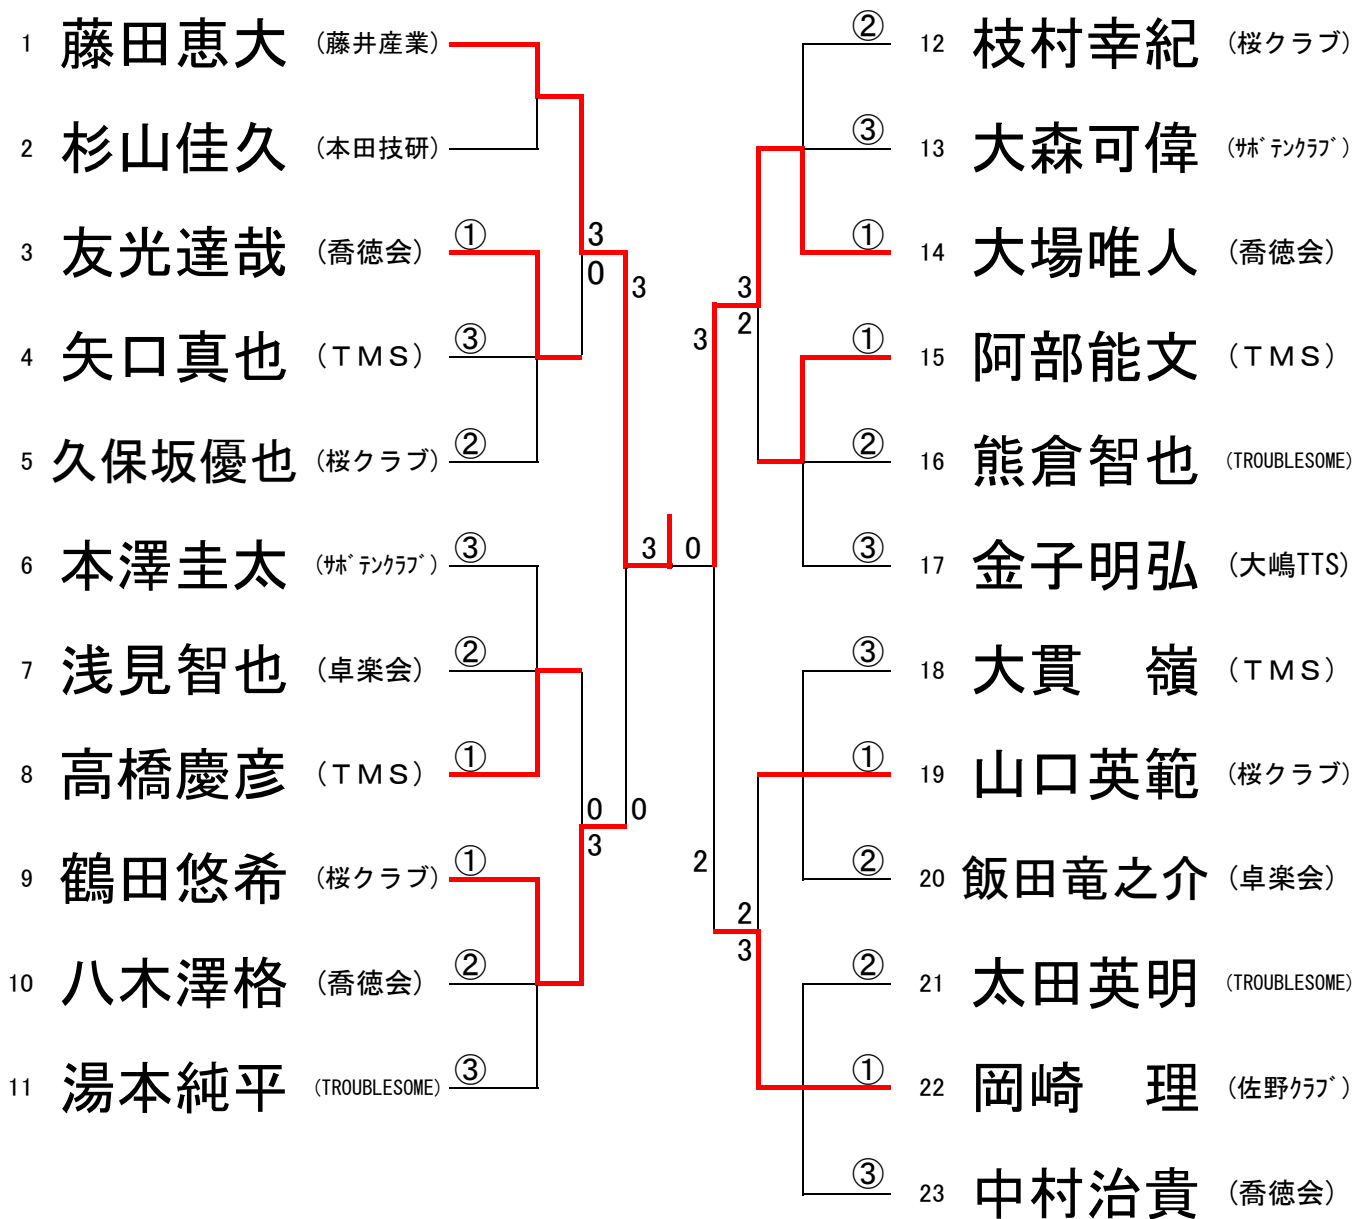 1 藤田恵大 (藤井産業)
2 杉山佳久 (本田技研)
3 友光達哉 (喬徳会) ①
4 矢口真也 (ＴＭＳ) ③
5 久保坂優也 (桜クラブ) ②
6 本澤圭太 (ｻﾎﾞﾃﾝｸﾗﾌﾞ) ③
7 浅見智也 (卓楽会) ②
8 高橋慶彦 (ＴＭＳ) ①
9 鶴田悠希 (桜クラブ) ①
10 八木澤格 (喬徳会) ②
11 湯本純平 (TROUBLESOME) ③
3
0
3
3 0
0 0
3
3
2
3
2
2
3
② 12 枝村幸紀 (桜クラブ)
③ 13 大森可偉 (ｻﾎﾞﾃﾝｸﾗﾌﾞ)
① 14 大場唯人 (喬徳会)
① 15 阿部能文 (ＴＭＳ)
② 16 熊倉智也 (TROUBLESOME)
③ 17 金子明弘 (大嶋TTS)
③ 18 大貫　嶺 (ＴＭＳ)
① 19 山口英範 (桜クラブ)
② 20 飯田竜之介 (卓楽会)
② 21 太田英明 (TROUBLESOME)
① 22 岡崎　理 (佐野ｸﾗﾌﾞ)
③ 23 中村治貴 (喬徳会)